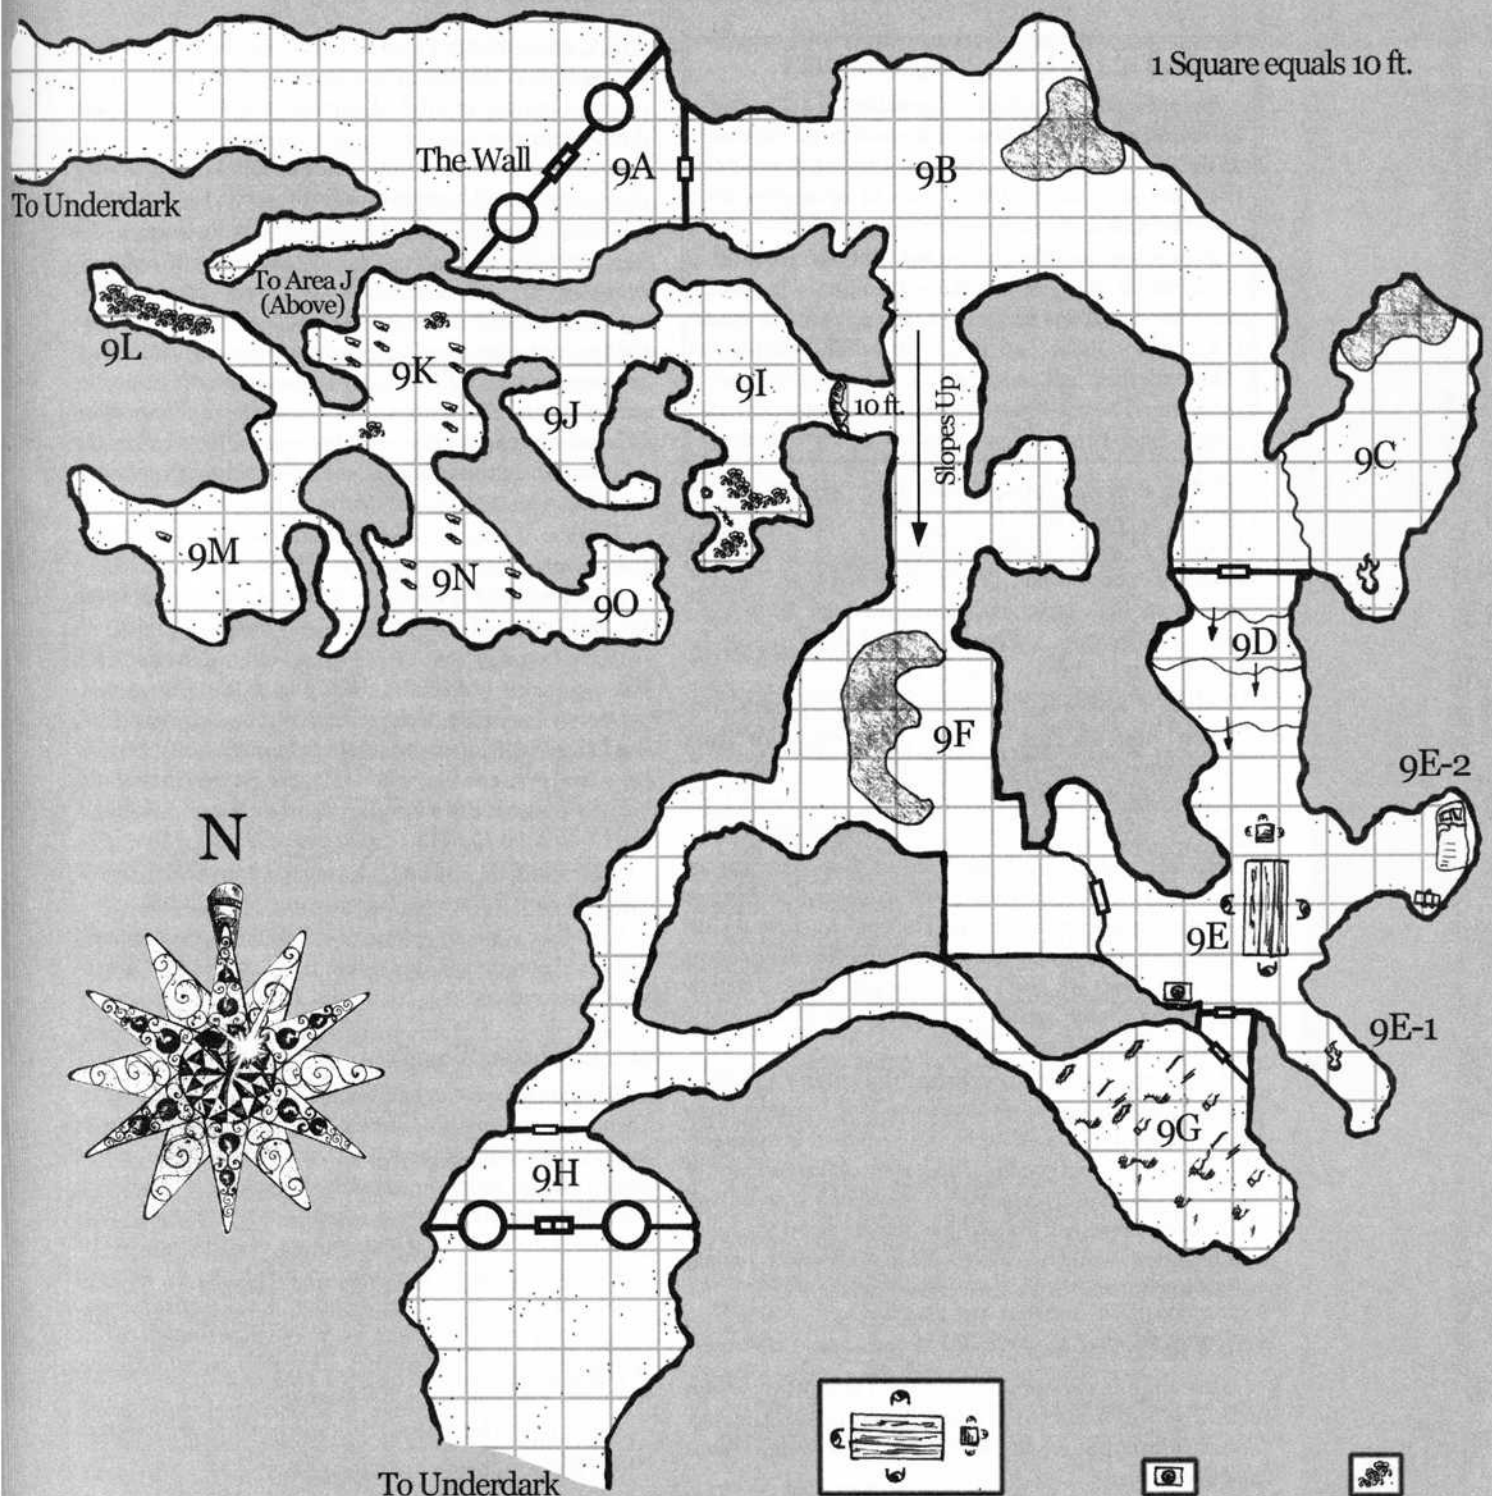 1 Square equals 10 ft.
The Wall
9A
9B
To Underdark
To Area J
(Above)
9L
9K
9J
9I
10 ft.
Slopes Up
9C
9M
9N
9O
9D
9F
9E-2
N
9E
9E-1
9G
9H
To Underdark